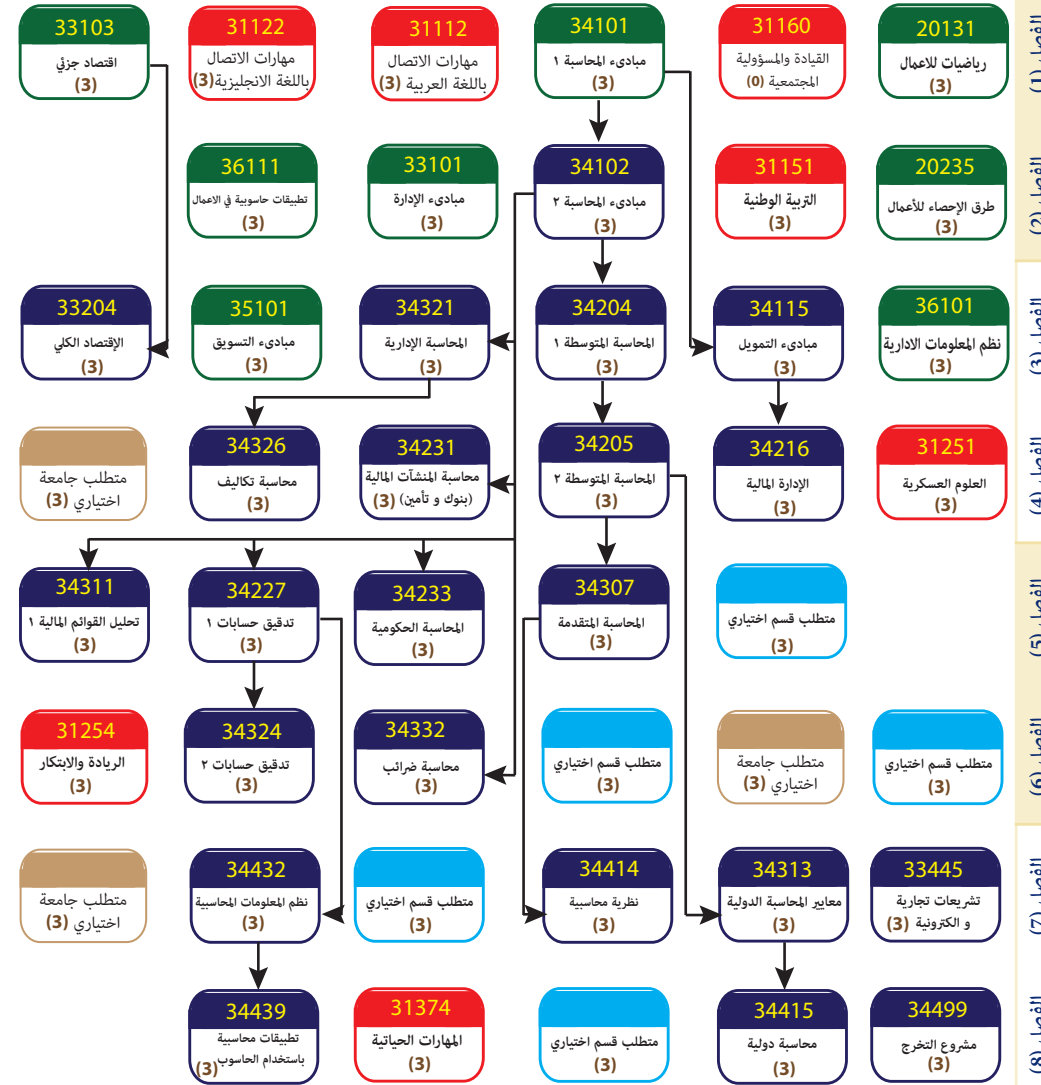 الفصل (1)
20131
رياضيات للاعمال
(3)
31160
القيادة والمسؤولية
المجتمعية (0)
34101
مبادىء المحاسبة ١
(3)
31112
مهارات الاتصال
باللغة العربية (3)
31122
مهارات الاتصال
باللغة الانجليزية(3)
33103
اقتصاد جزئي
(3)
الفصل (2)
20235
طرق الإحصاء للأعمال
(3)
31151
التربية الوطنية
(3)
34102
مبادىء المحاسبة ٢
(3)
33101
مبادىء الإدارة
(3)
36111
تطبيقات حاسوبية في الاعمال
(3)
الفصل (3)
36101
نظم المعلومات الادارية
(3)
34115
مبادىء التمويل
(3)
34204
المحاسبة المتوسطة ١
(3)
34321
المحاسبة الإدارية
(3)
35101
مبادىء التسويق
(3)
33204
الإقتصاد الكلي
(3)
الفصل (4)
31251
العلوم العسكرية
(3)
34216
الإدارة المالية
(3)
34205
المحاسبة المتوسطة ٢
(3)
34231
محاسبة المنشآت المالية
(بنوك و تأمين) (3)
34326
محاسبة تكاليف
(3)
متطلب جامعة
اختياري (3)
الفصل (5)
متطلب قسم اختياري
(3)
34307
المحاسبة المتقدمة
(3)
34233
المحاسبة الحكومية
(3)
34227
تدقيق حسابات ١
(3)
34311
تحليل القوائم المالية ١
(3)
الفصل (6)
متطلب قسم اختياري
(3)
متطلب جامعة
اختياري (3)
متطلب قسم اختياري
(3)
34332
محاسبة ضرائب
(3)
34324
تدقيق حسابات ٢
(3)
31254
الريادة والابتكار
(3)
الفصل (7)
33445
تشريعات تجارية
و الكترونية (3)
34313
معايير المحاسبة الدولية
(3)
34414
نظرية محاسبية
(3)
متطلب قسم اختياري
(3)
34432
نظم المعلومات المحاسبية
(3)
متطلب جامعة
اختياري (3)
الفصل (8)
34499
مشروع التخرج
(3)
34415
محاسبة دولية
(3)
متطلب قسم اختياري
(3)
31374
المهارات الحياتية
(3)
34439
تطبيقات محاسبية
باستخدام الحاسوب(3)